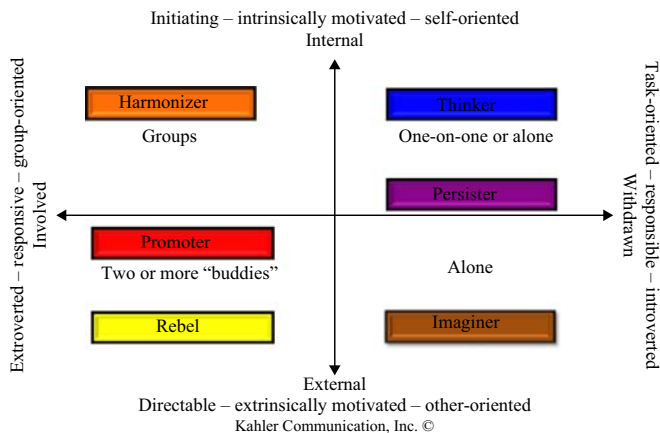 Initiating – intrinsically motivated – self-oriented
Internal
Extroverted – responsive – group-oriented
Involved
Harmonizer
Groups
Thinker
One-on-one or alone
Persister
Promoter
Two or more “buddies”
Alone
Rebel
Imaginer
Task-oriented – responsible – introverted
Withdrawn
External
Directable – extrinsically motivated – other-oriented
Kahler Communication, Inc. ©